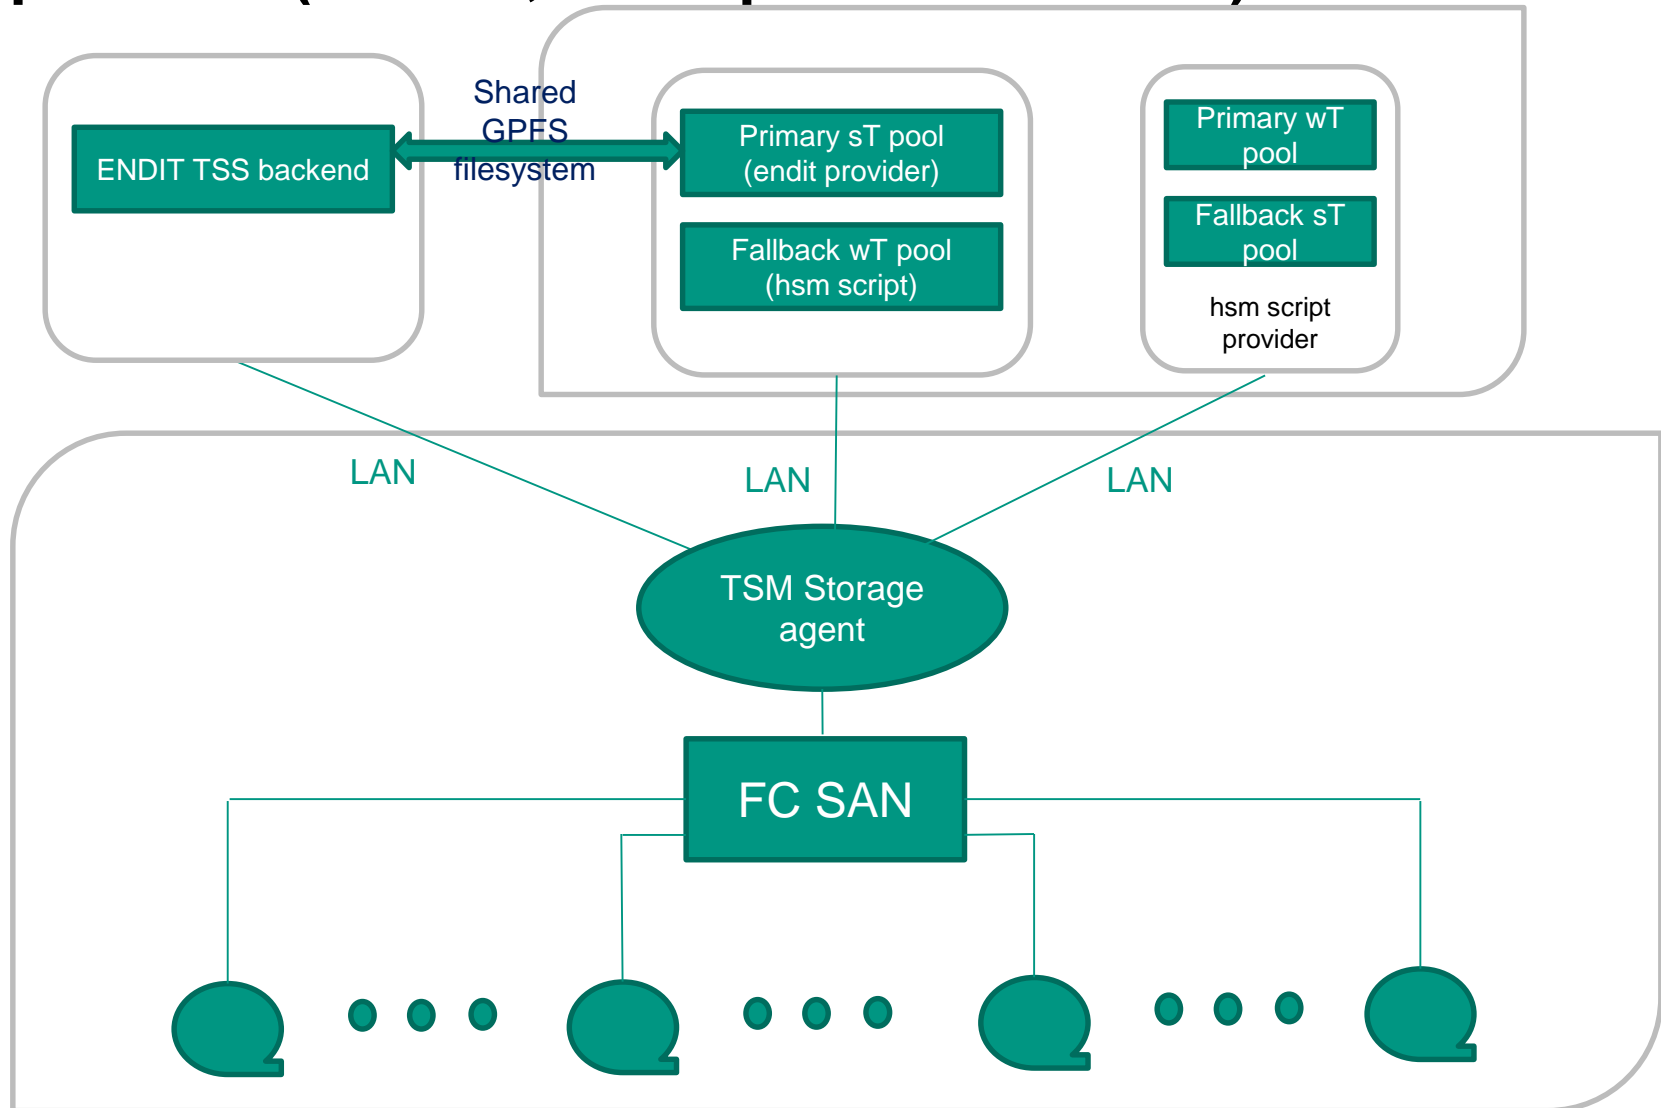 ENDIT TSS backend
Shared
GPFS
filesystem
Primary sT pool
(endit provider)
Fallback wT pool
(hsm script)
Primary wT
pool
Fallback sT
pool
hsm script
provider
LAN
LAN
LAN
TSM Storage
agent
FC SAN